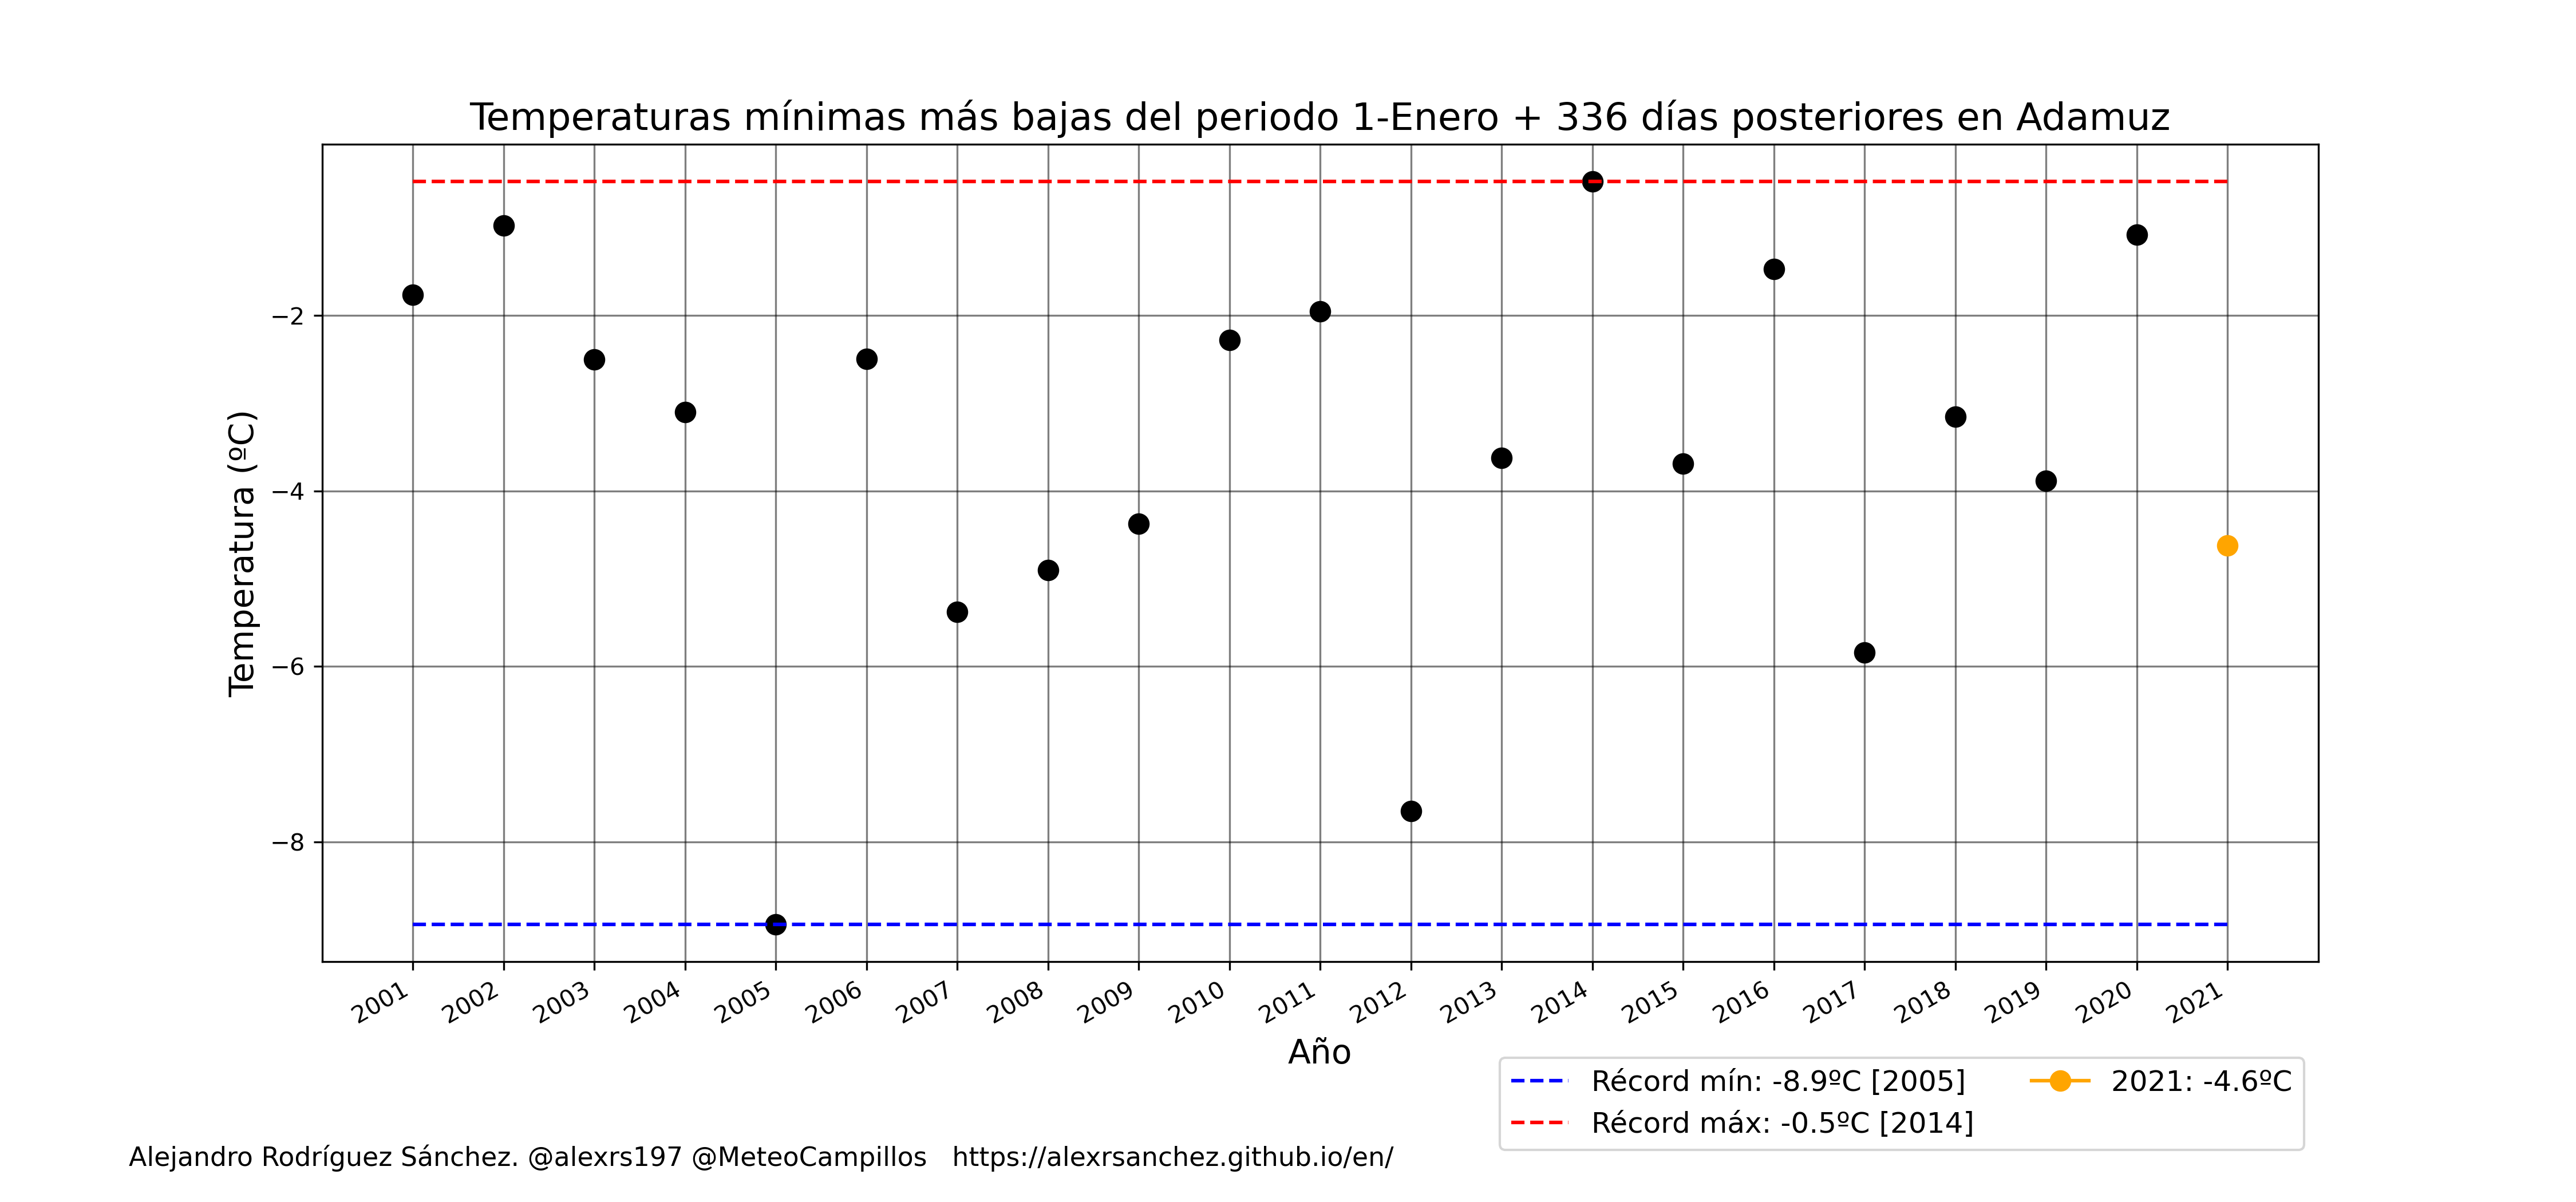 Temperaturas mínimas más bajas del periodo 1-Enero + 336 días posteriores en Adamuz
Temperatura (ºC)
−2
−4
−6
−8
2001 2002 2003 2004 2005 2006 2007 2008 2009 2010 2011 2012 2013 2014 2015 2016 2017 2018 2019 2020 2021
Año
Récord mín: -8.9ºC [2005]
Récord máx: -0.5ºC [2014]
2021: -4.6ºC
Alejandro Rodríguez Sánchez. @alexrs197 @MeteoCampillos https://alexrsanchez.github.io/en/